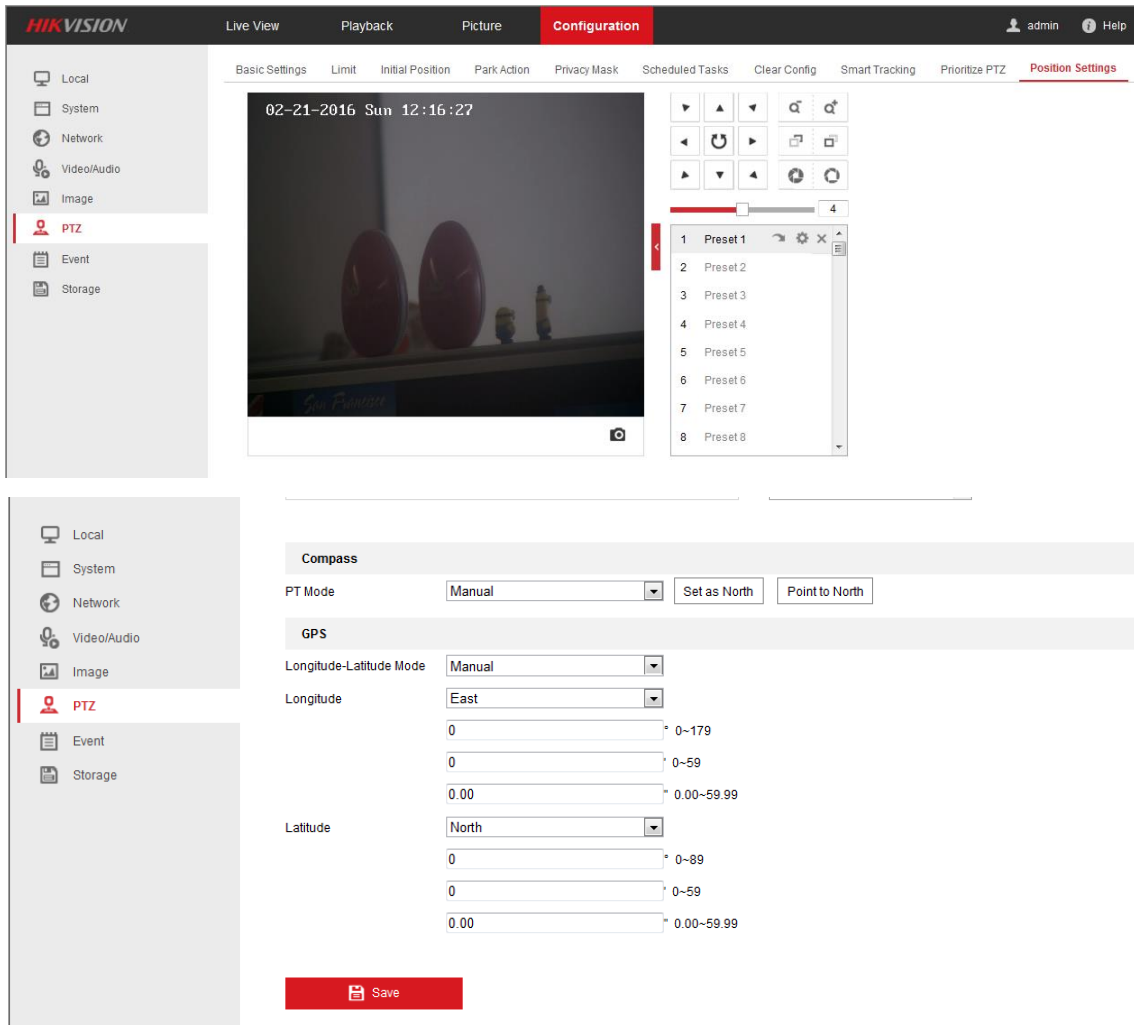 HIKVISION Live View Playback Picture Configuration admin Help
Basic Settings Limit Initial Position Park Action Privacy Mask Scheduled Tasks Clear Config Smart Tracking Prioritize PTZ Position Settings
Local
System
Network
Video/Audio
Image
PTZ
Event
Storage
02-21-2016 Sun 12:16:27
San Francisco
4
1 Preset 1
2 Preset 2
3 Preset 3
4 Preset 4
5 Preset 5
6 Preset 6
7 Preset 7
8 Preset 8
Local
System
Network
Video/Audio
Image
PTZ
Event
Storage
Compass
PT Mode Manual Set as North Point to North
GPS
Longitude-Latitude Mode Manual
Longitude East
0 ° 0~179
0 ' 0~59
0.00 " 0.00~59.99
Latitude North
0 ° 0~89
0 ' 0~59
0.00 " 0.00~59.99
Save